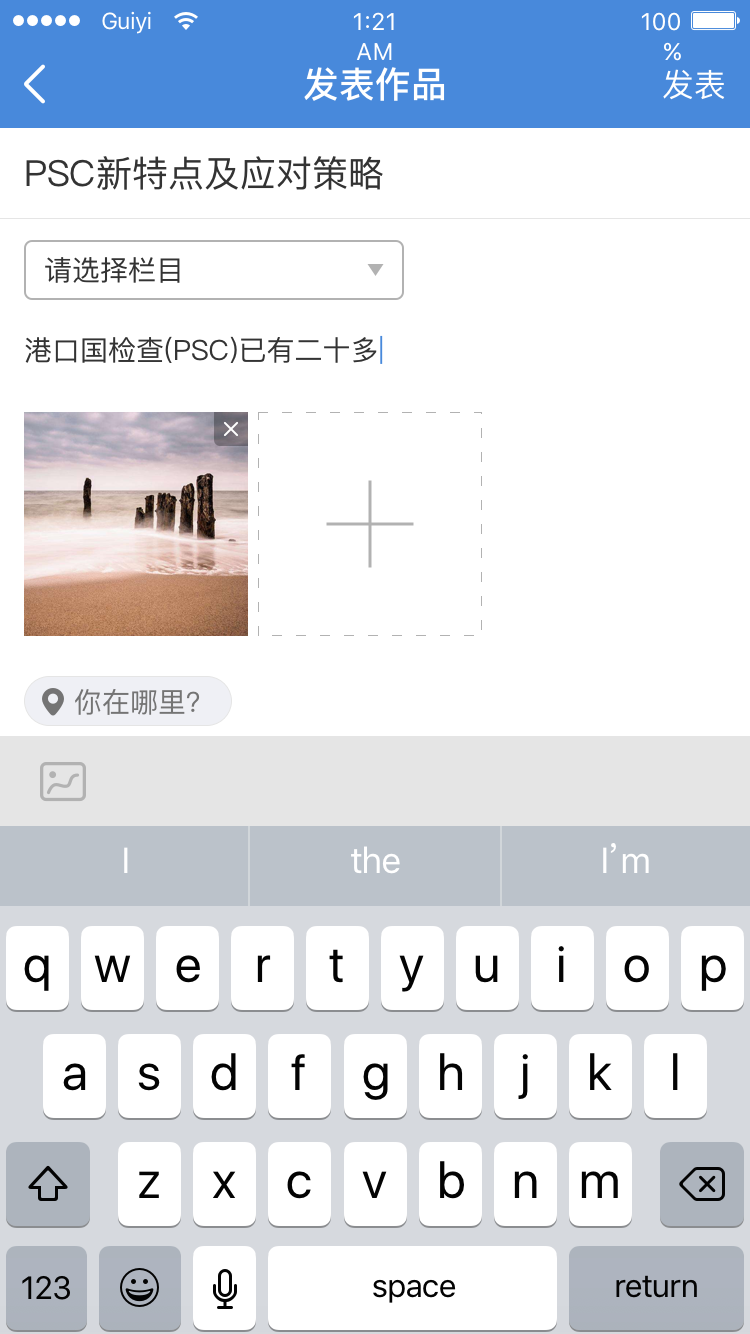 Guiyi 1:21 AM 100 %
发表作品 发表
PSC新特点及应对策略
请选择栏目
港口国检查(PSC)已有二十多
你在哪里?
I the I’m
q w e r t y u i o p
a s d f g h j k l
z x c v b n m
123 space return